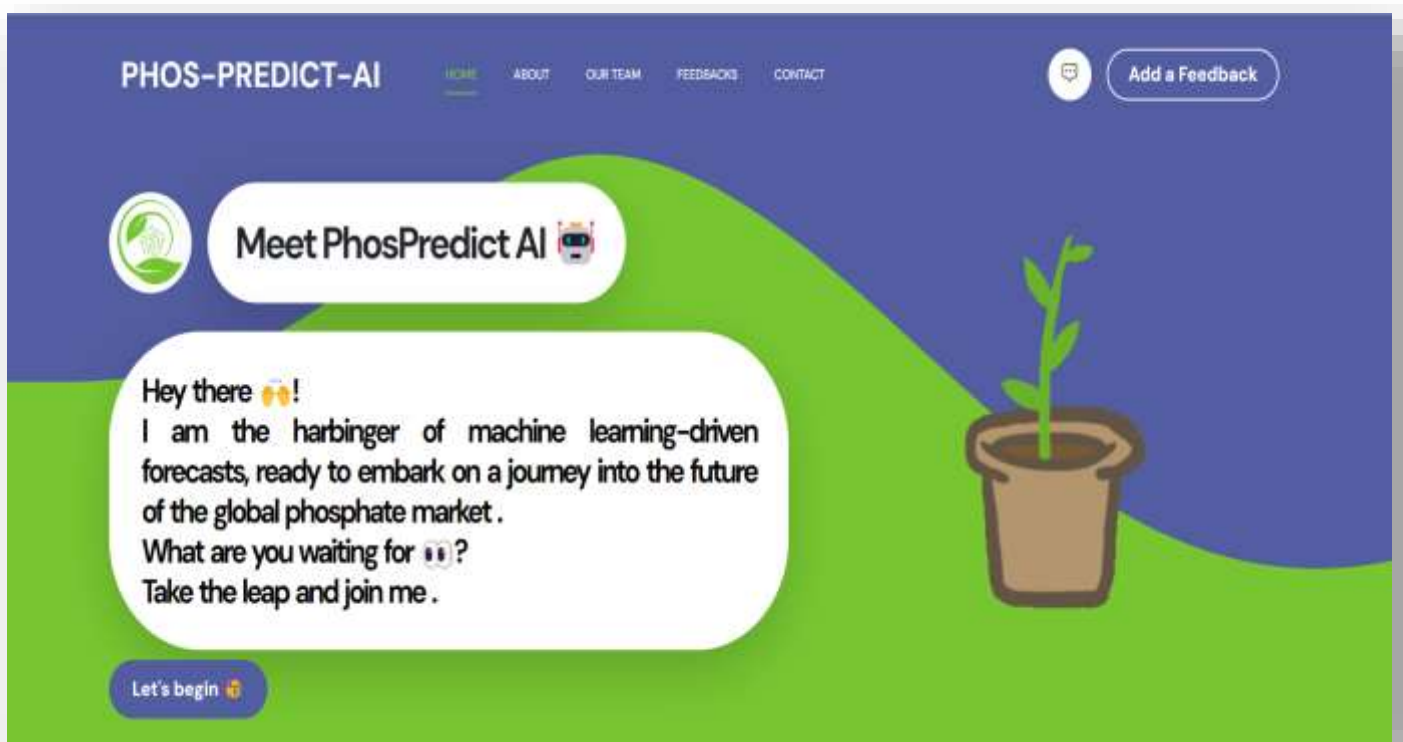 PHOS-PREDICT-AI HOME ABOUT OUR TEAM FEEDBACKS CONTACT Add a Feedback
Meet PhosPredict AI 🤖
Hey there 🙌!
I am the harbinger of machine learning-driven
forecasts, ready to embark on a journey into the future
of the global phosphate market .
What are you waiting for 👀?
Take the leap and join me .
Let's begin